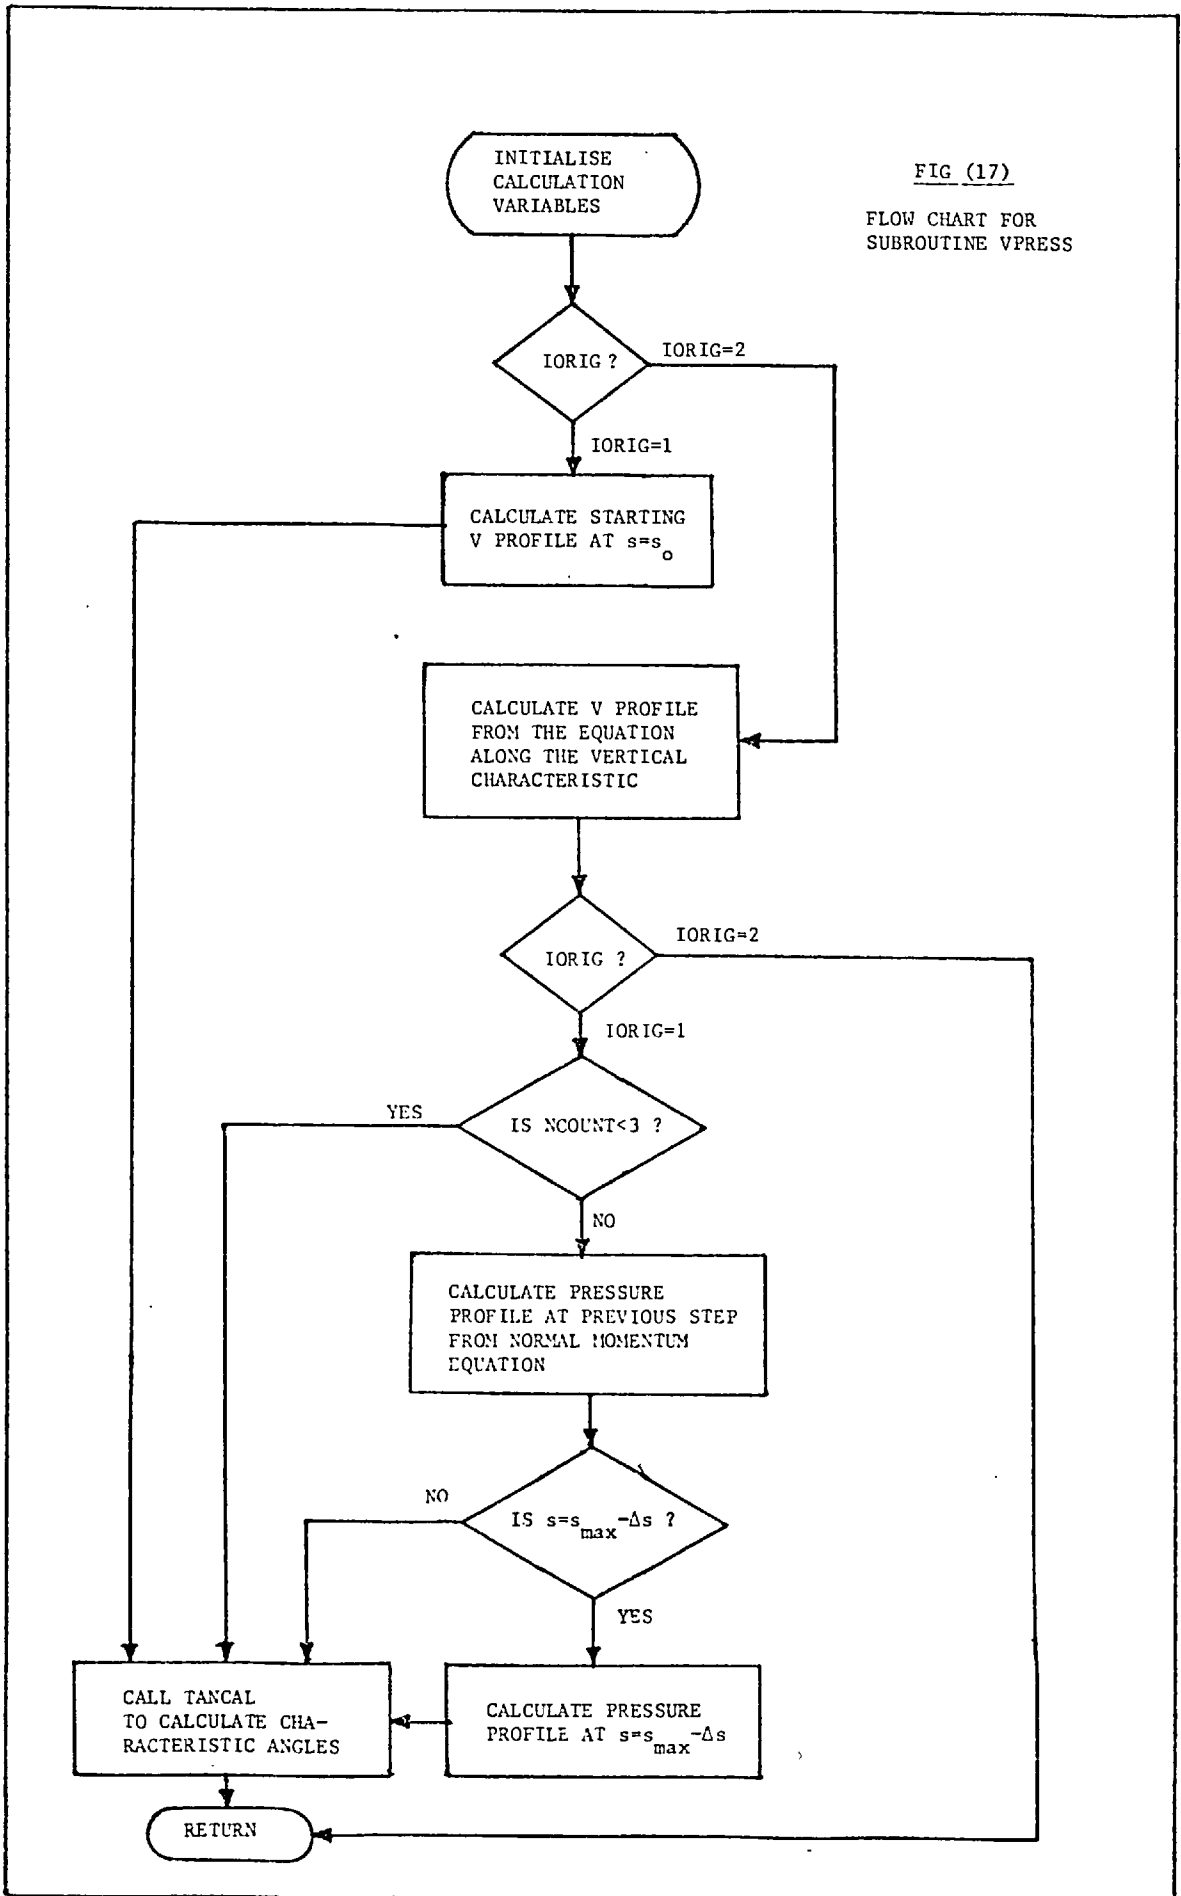 INITIALISE
CALCULATION
VARIABLES
FIG (17)
FLOW CHART FOR
SUBROUTINE VPRESS
IORIG ?
IORIG=2
IORIG=1
CALCULATE STARTING
V PROFILE AT s=s_o
CALCULATE V PROFILE
FROM THE EQUATION
ALONG THE VERTICAL
CHARACTERISTIC
IORIG ?
IORIG=2
IORIG=1
YES
IS NCOUNT<3 ?
NO
CALCULATE PRESSURE
PROFILE AT PREVIOUS STEP
FROM NORMAL MOMENTUM
EQUATION
NO
IS s=s_max-Δs ?
YES
CALL TANCAL
TO CALCULATE CHA-
RACTERISTIC ANGLES
CALCULATE PRESSURE
PROFILE AT s=s_max-Δs
RETURN